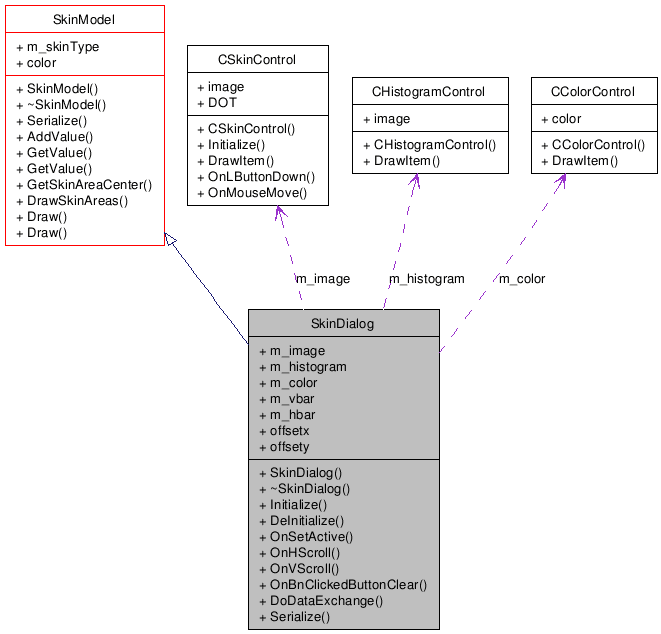 SkinModel
+ m_skinType
+ color
+ SkinModel()
+ ~SkinModel()
+ Serialize()
+ AddValue()
+ GetValue()
+ GetValue()
+ GetSkinAreaCenter()
+ DrawSkinAreas()
+ Draw()
+ Draw()
CSkinControl
+ image
+ DOT
+ CSkinControl()
+ Initialize()
+ DrawItem()
+ OnLButtonDown()
+ OnMouseMove()
CHistogramControl
+ image
+ CHistogramControl()
+ DrawItem()
CColorControl
+ color
+ CColorControl()
+ DrawItem()
m_image
m_histogram
m_color
SkinDialog
+ m_image
+ m_histogram
+ m_color
+ m_vbar
+ m_hbar
+ offsetx
+ offsety
+ SkinDialog()
+ ~SkinDialog()
+ Initialize()
+ DeInitialize()
+ OnSetActive()
+ OnHScroll()
+ OnVScroll()
+ OnBnClickedButtonClear()
+ DoDataExchange()
+ Serialize()